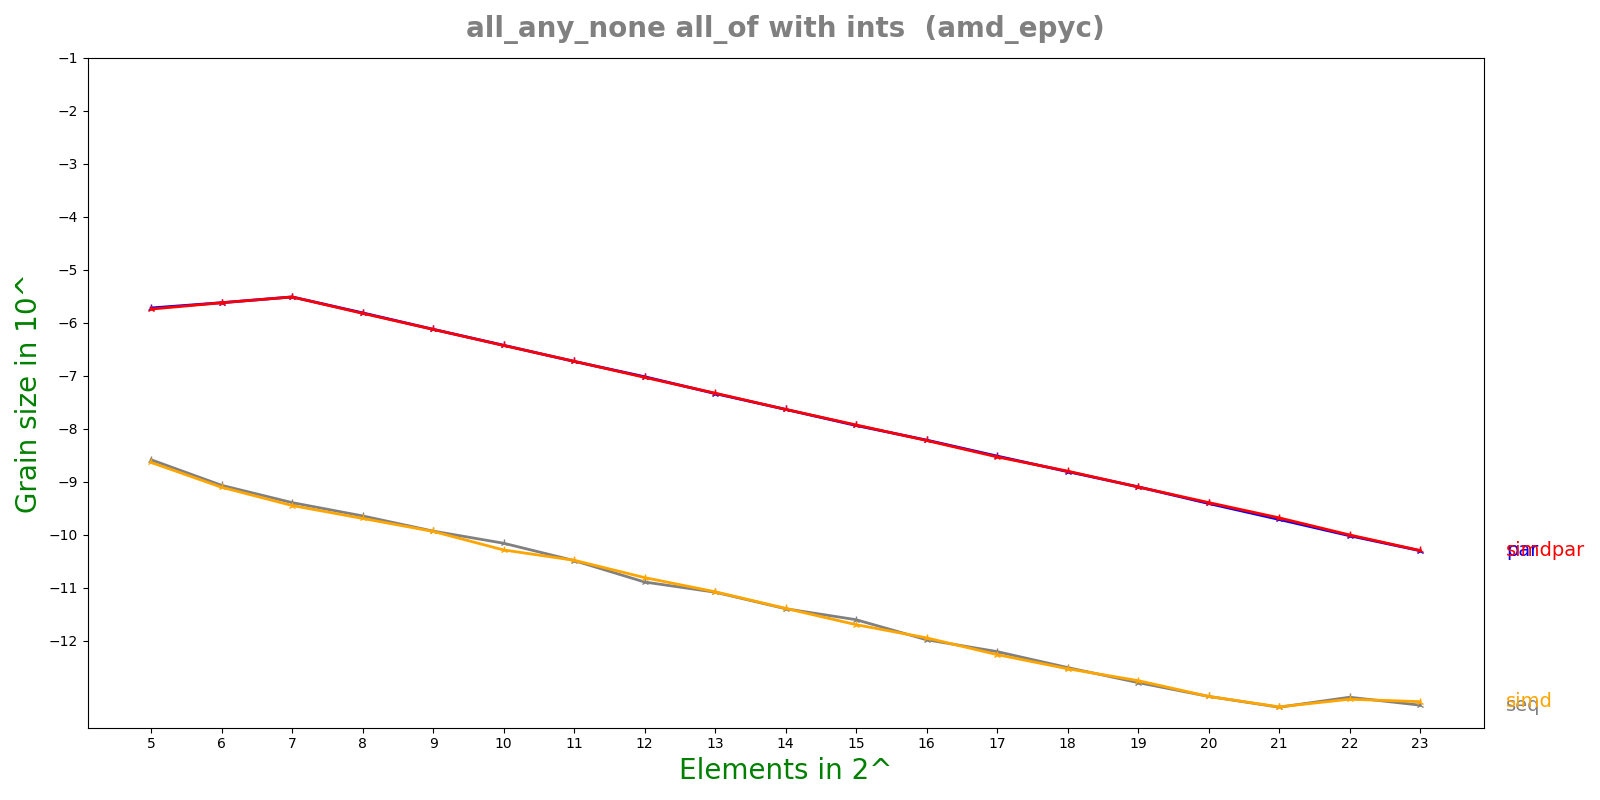 all_any_none all_of with ints  (amd_epyc)
Grain size in 10^
−1
−2
−3
−4
−5
−6
−7
−8
−9
−10
−11
−12
simdpar
par
simd
seq
5 6 7 8 9 10 11 12 13 14 15 16 17 18 19 20 21 22 23
Elements in 2^